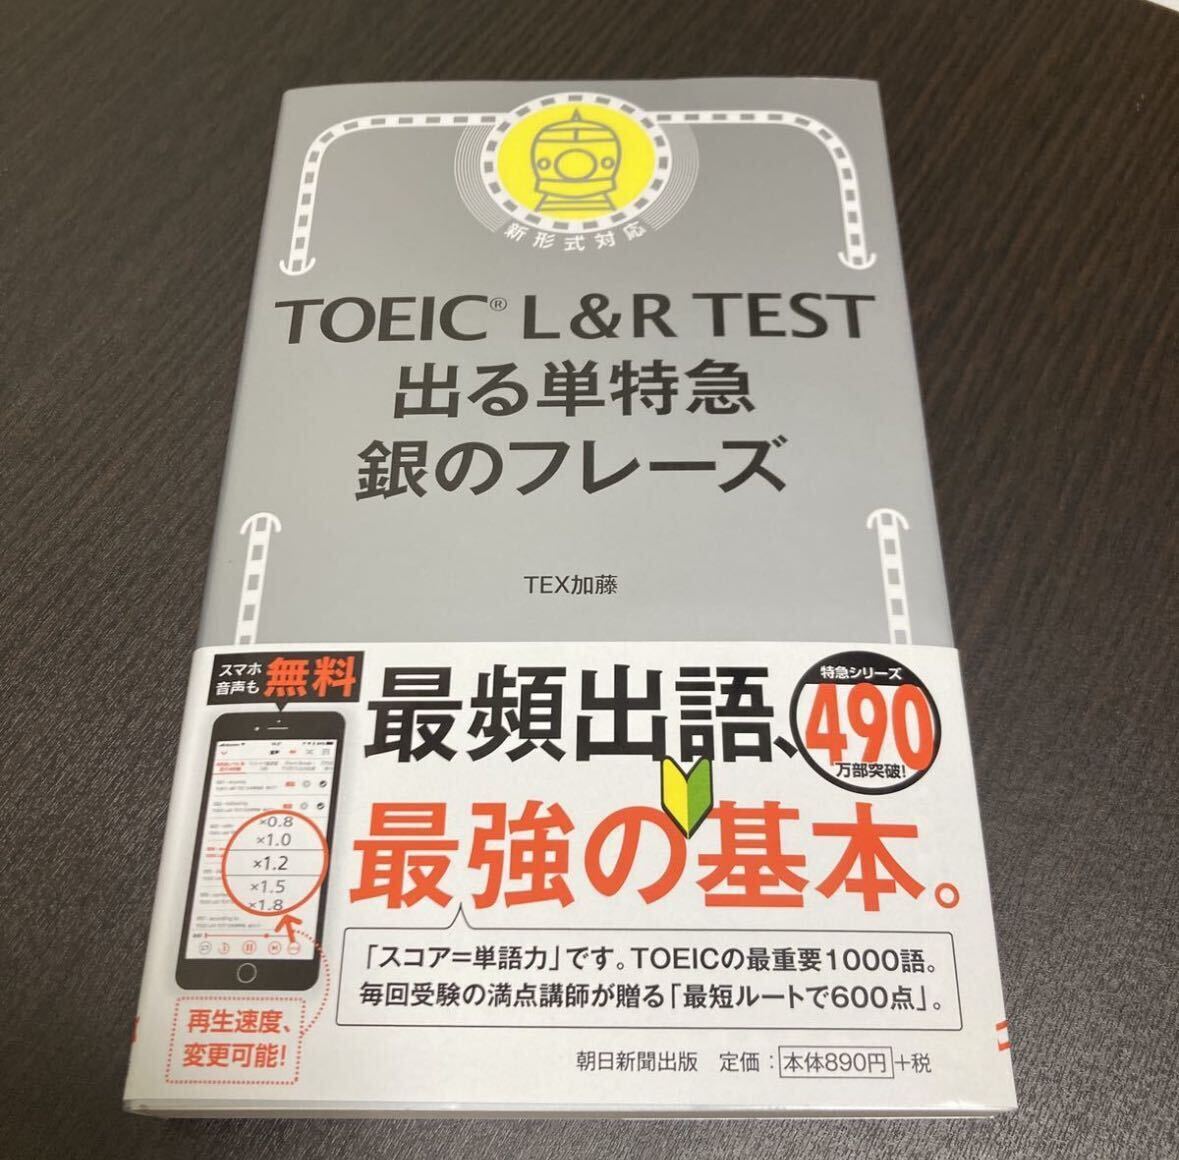 新形式対応
TOEIC® L&R TEST
出る単特急
銀のフレーズ
TEX加藤
スマホ
音声も
無料
最頻出語、
最強の基本。
特急シリーズ
490
万部突破!
×0.8
×1.0
×1.2
×1.5
×1.8
再生速度、
変更可能!
「スコア=単語力」です。TOEICの最重要1000語。
毎回受験の満点講師が贈る「最短ルートで600点」。
朝日新聞出版 定価:本体890円+税